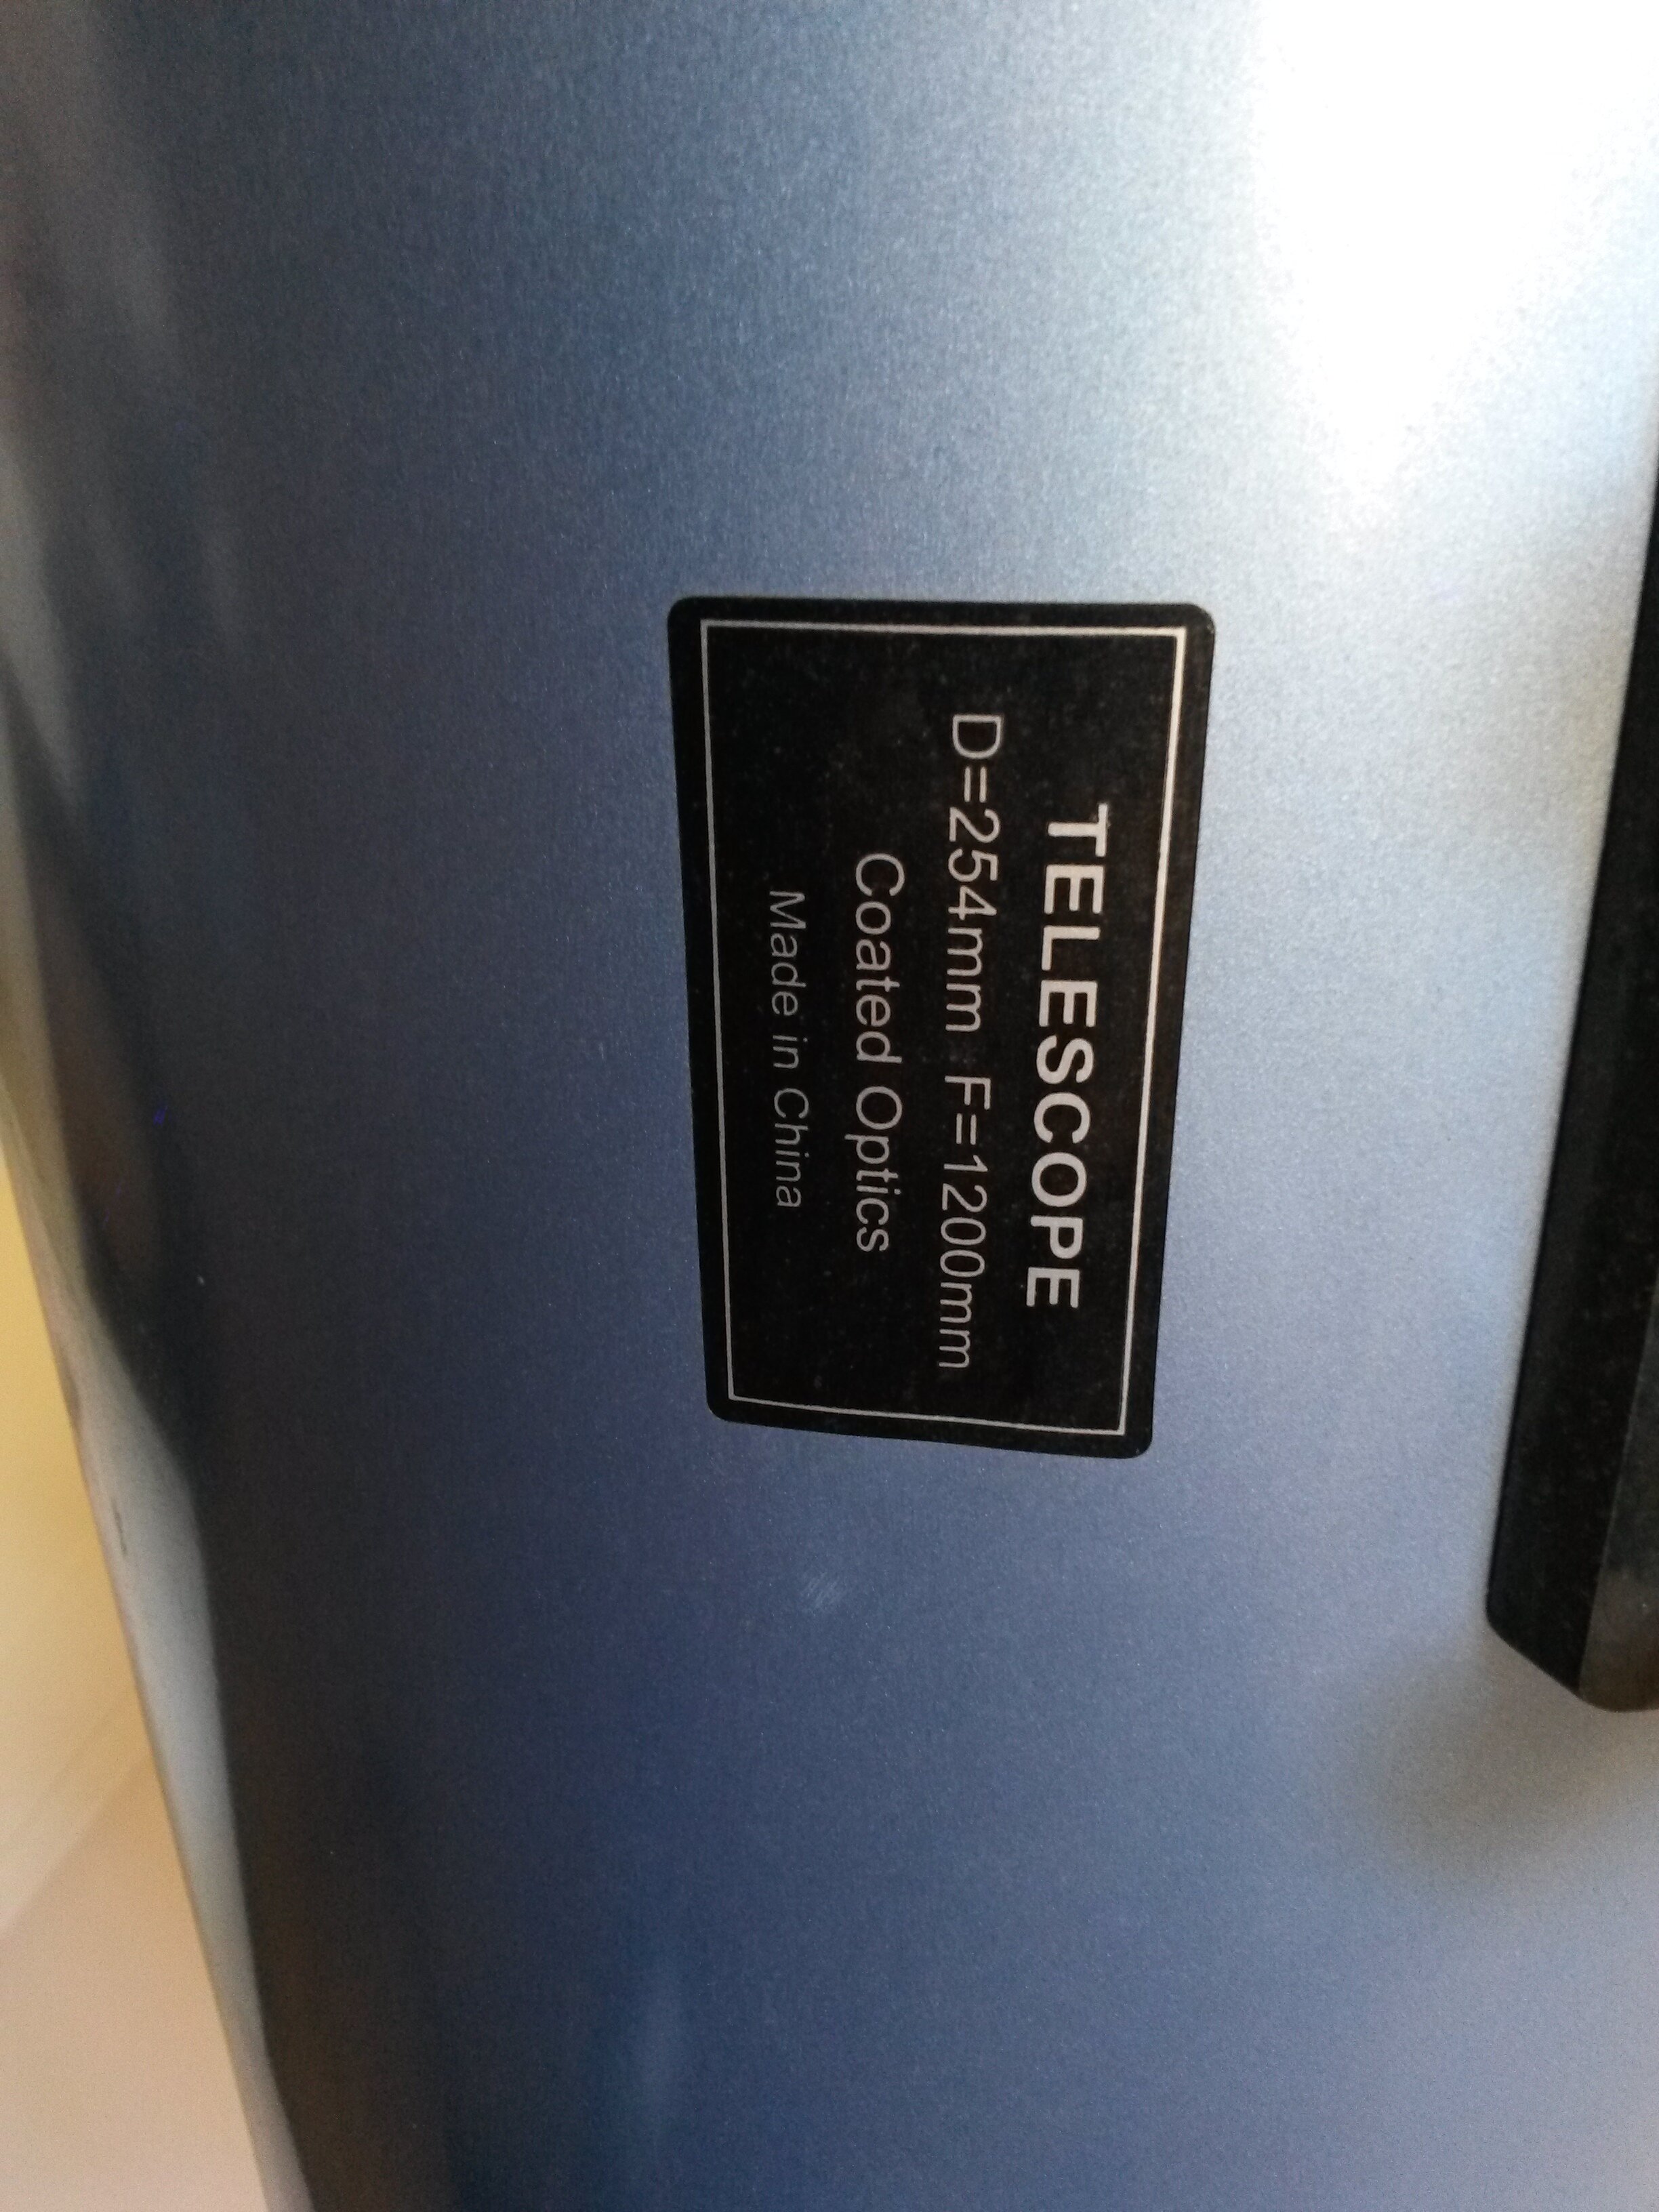 TELESCOPE
D=254mm F=1200mm
Coated Optics
Made in China